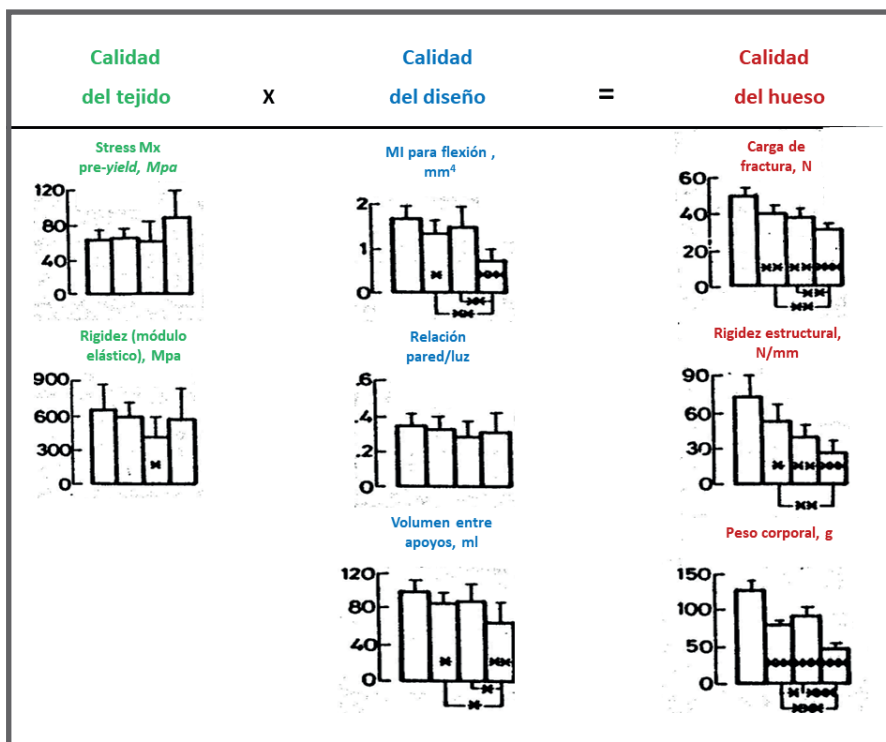 Calidad
del tejido
X
Calidad
del diseño
=
Calidad
del hueso
Stress Mx
pre-yield, Mpa
120
80
40
0
MI para flexión ,
mm⁴
2
1
0
Carga de
fractura, N
60
40
20
0
Rigidez (módulo
elástico), Mpa
900
600
300
0
Relación
pared/luz
.6
.4
.2
0
Rigidez estructural,
N/mm
90
60
30
0
Volumen entre
apoyos, ml
120
80
40
0
Peso corporal, g
150
100
50
0